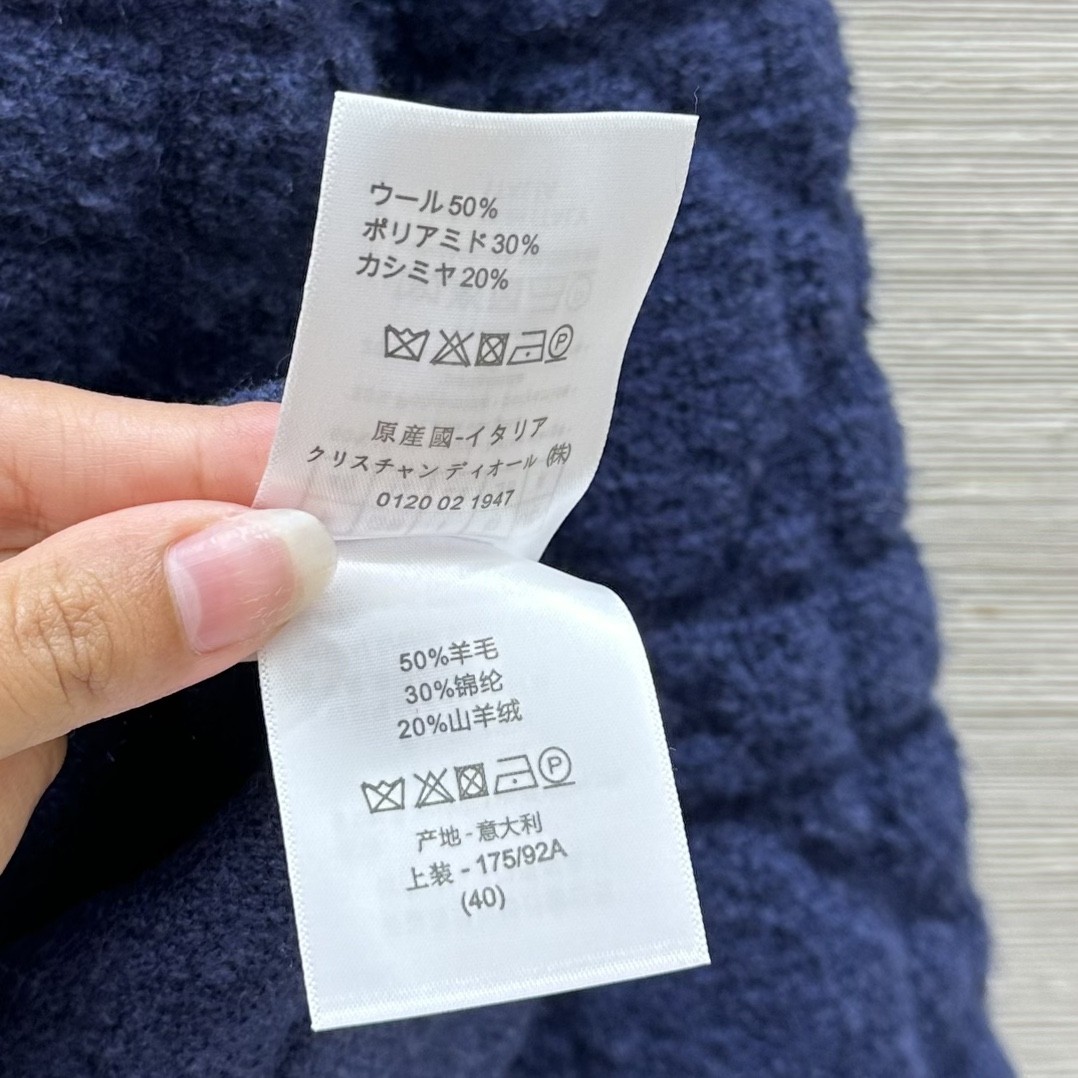 ウール50%
ポリアミド30%
カシミヤ20%
P
原産國-イタリア
クリスチャン ディオール (株)
0120 02 1947
50%羊毛
30%锦纶
20%山羊绒
P
产地-意大利
上装-175/92A
(40)